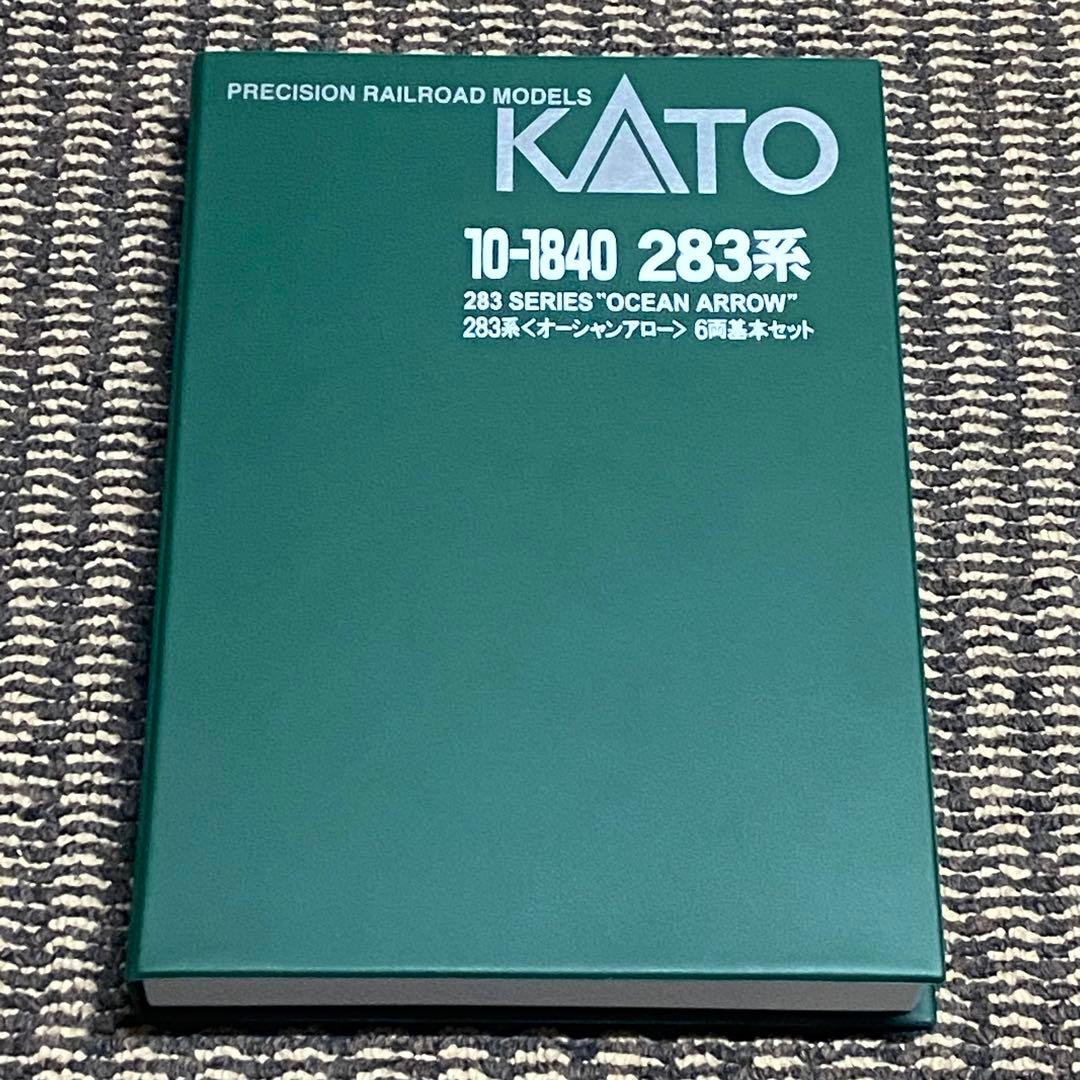 PRECISION RAILROAD MODELS
KATO
10-1840 283系
283 SERIES "OCEAN ARROW"
283系<オーシャンアロー> 6両基本セット